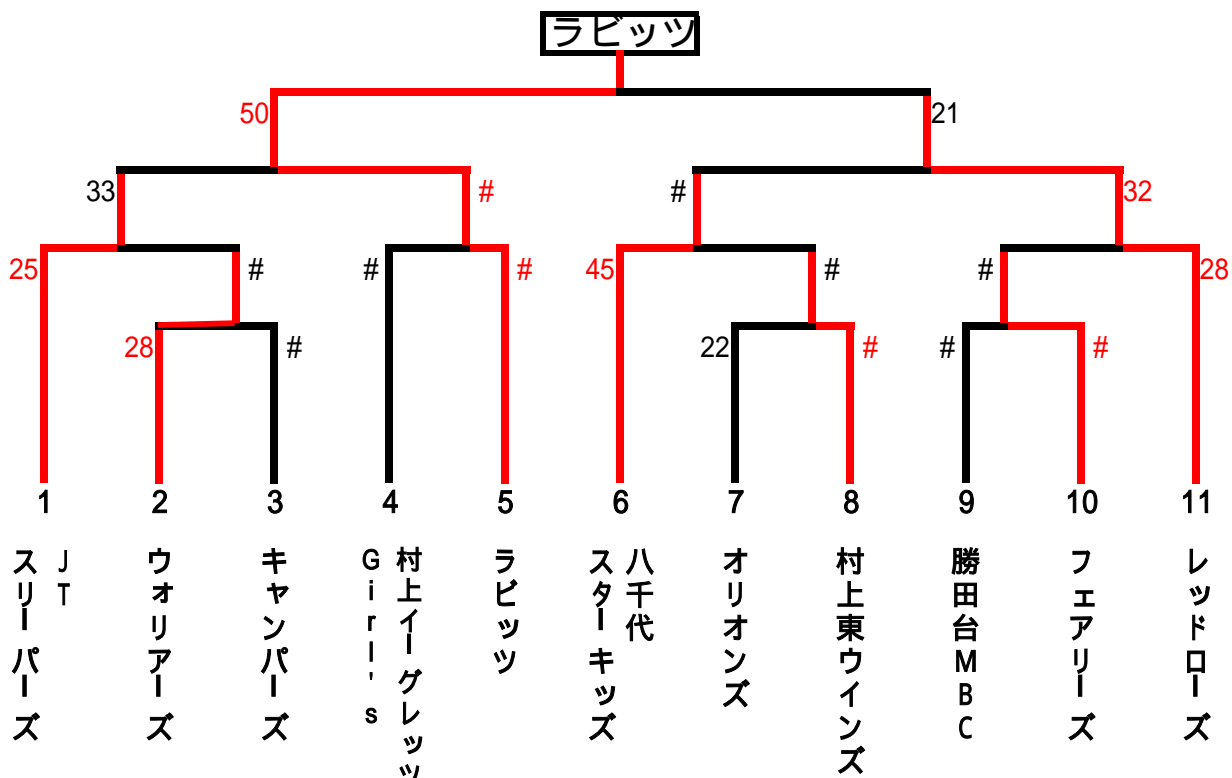 ラビッツ
50
21
33
#
#
32
25
#
#
#
45
#
#
28
28
#
22
#
#
#
1
2
3
4
5
6
7
8
9
10
11
JT
スリーパーズ
ウォリアーズ
キャンパーズ
村上イーグレッツ
Girl's
ラビッツ
八千代
スターキッズ
オリオンズ
村上東ウインズ
勝田台MBC
フェアリーズ
レッドローズ